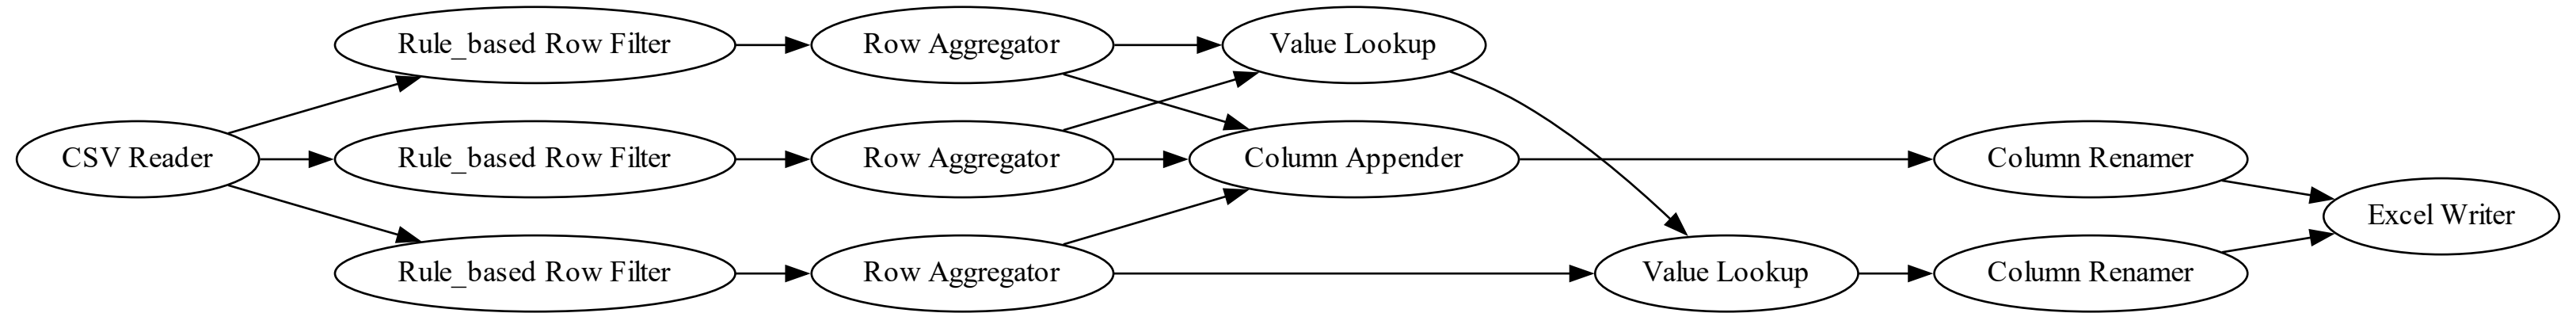 Rule_based Row Filter
Row Aggregator
Value Lookup
CSV Reader
Rule_based Row Filter
Row Aggregator
Column Appender
Column Renamer
Excel Writer
Rule_based Row Filter
Row Aggregator
Value Lookup
Column Renamer